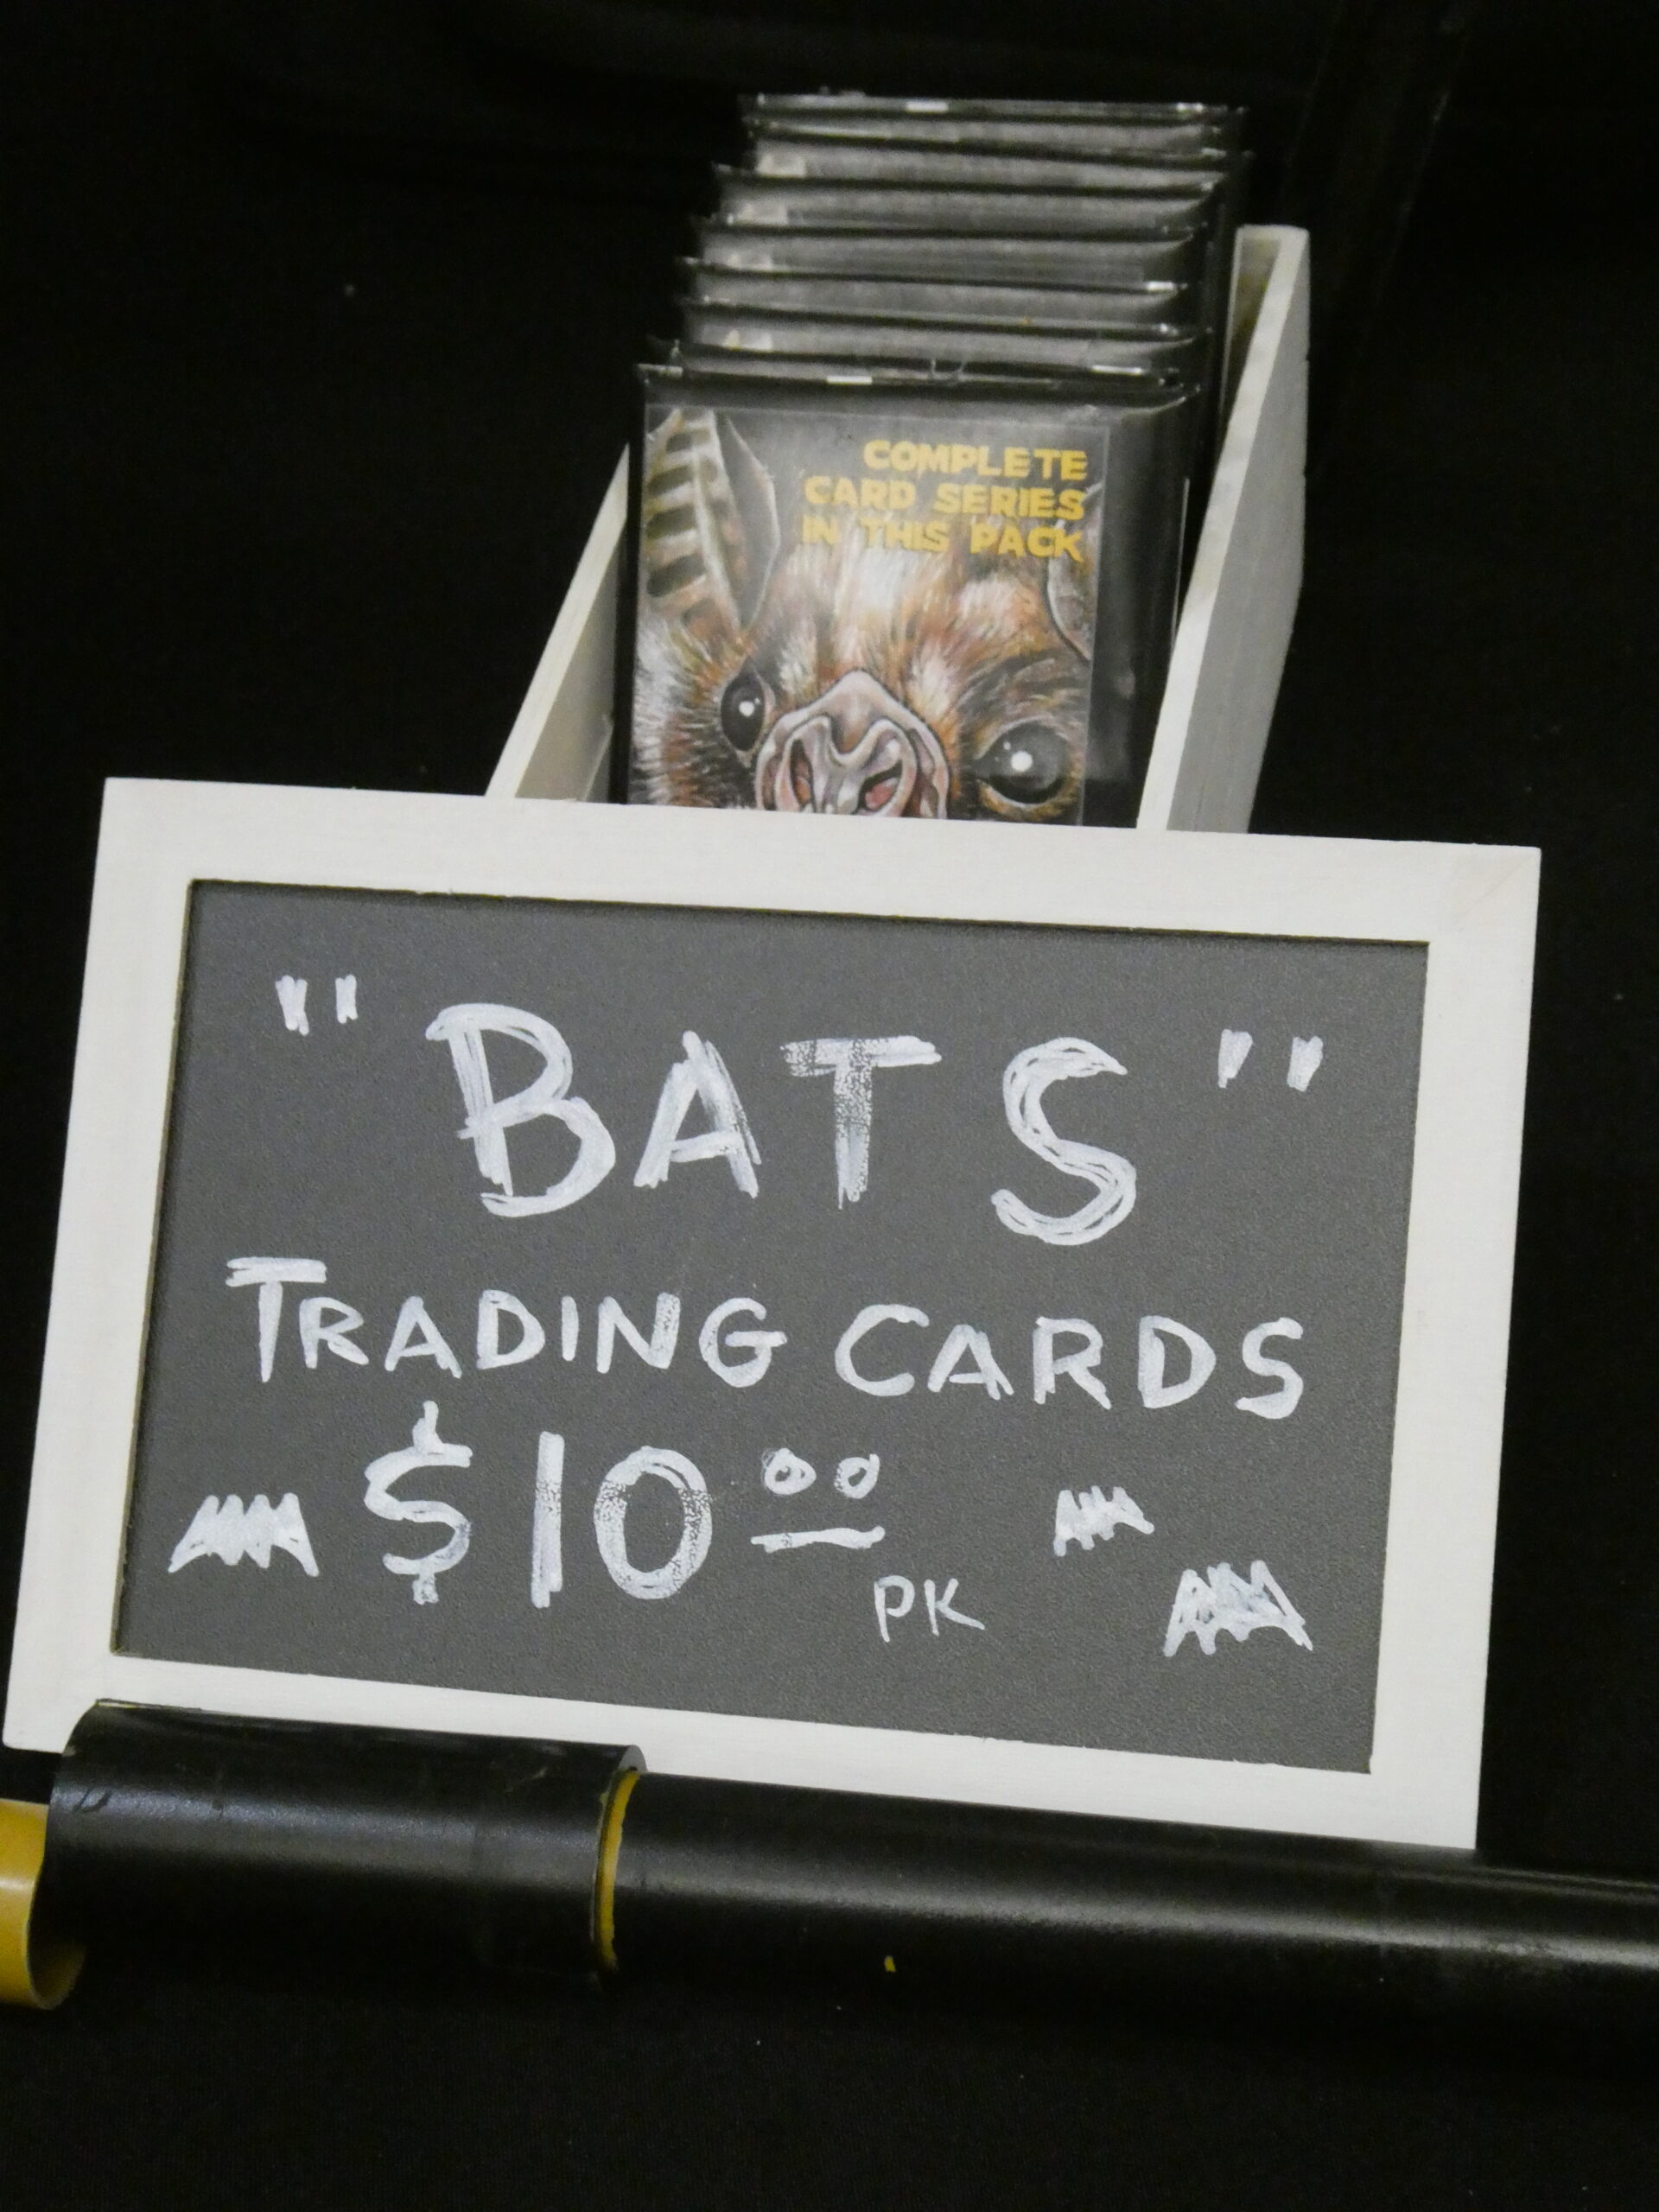 COMPLETE
CARD SERIES
IN THIS PACK
"BATS"
TRADING CARDS
$10.00
PK